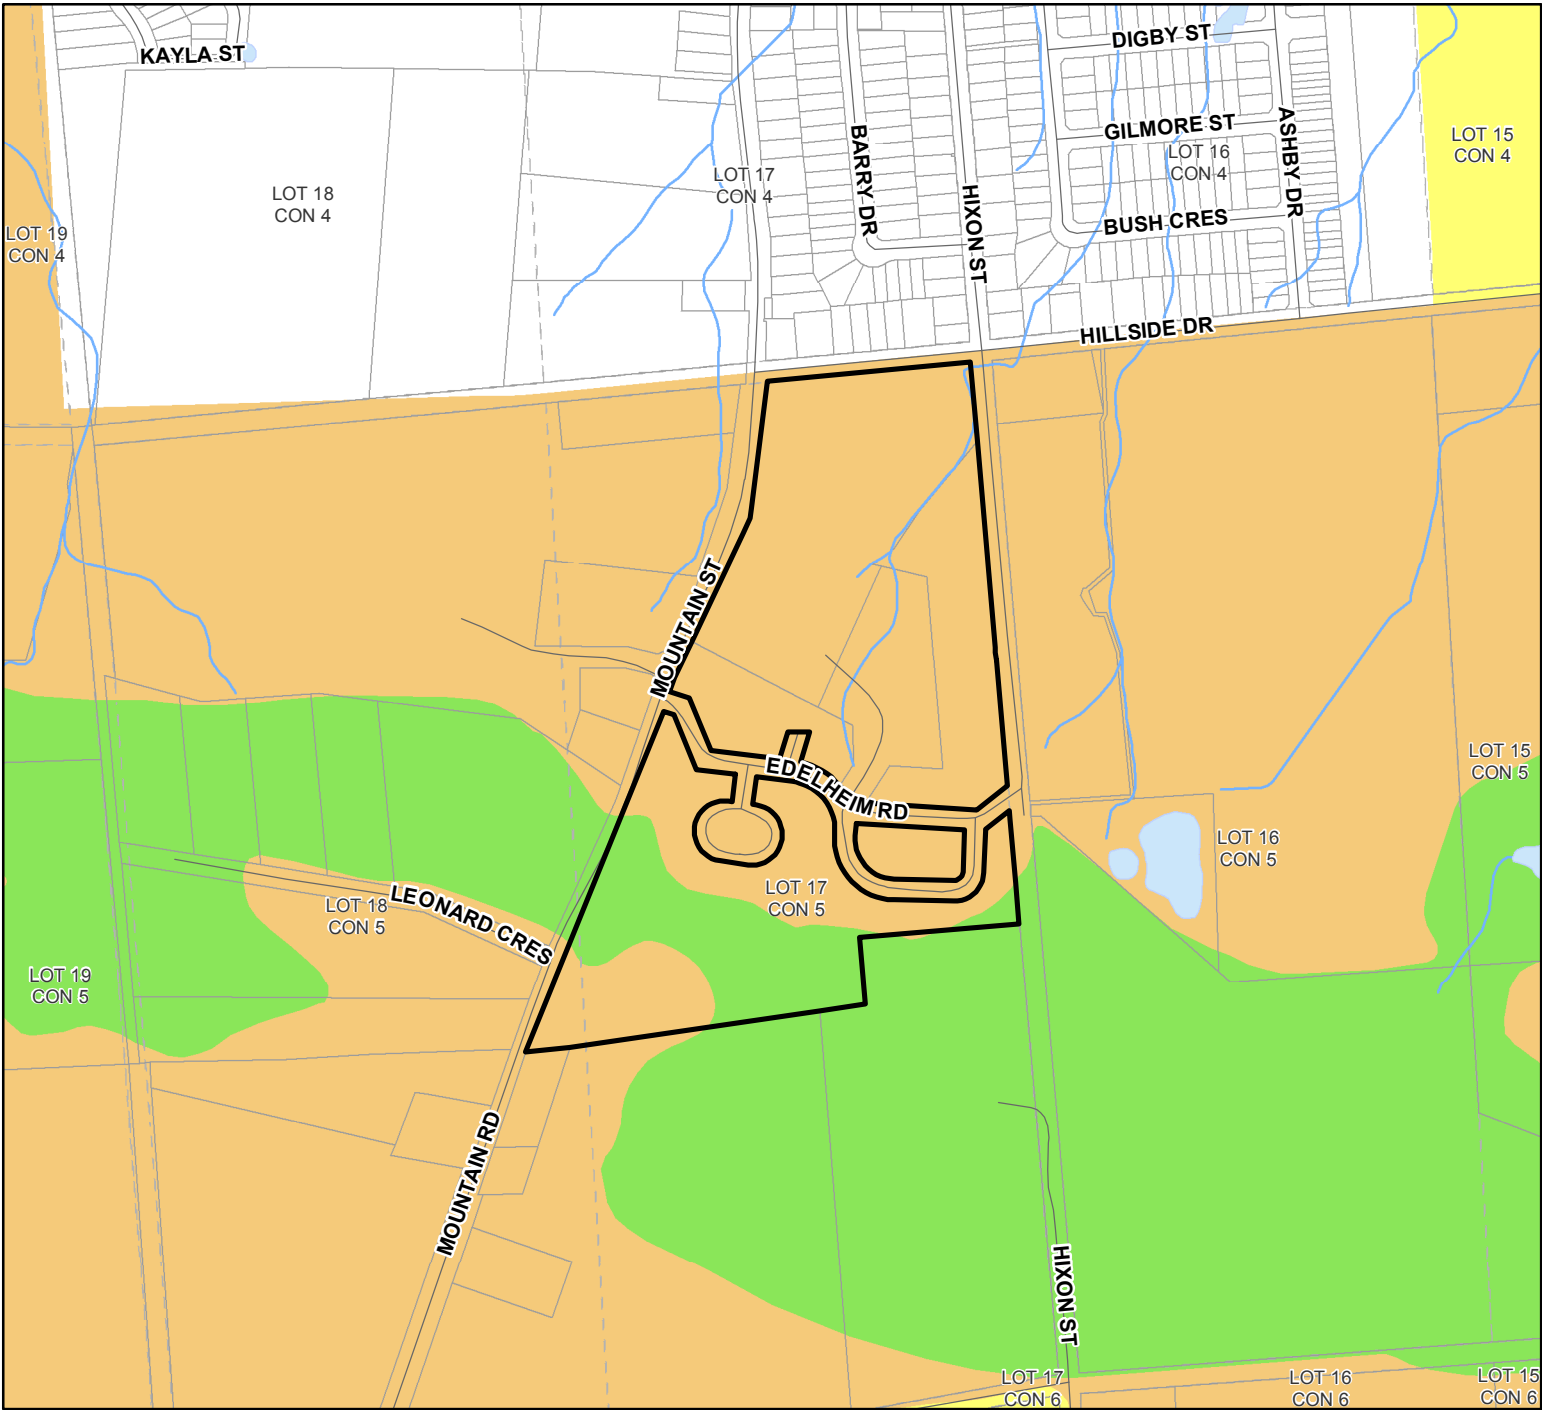 KAYLA ST
DIGBY ST
GILMORE ST
LOT 16
CON 4
ASHBY DR
LOT 15
CON 4
BARRY DR
LOT 17
CON 4
LOT 18
CON 4
HIXON ST
BUSH CRES
LOT 19
CON 4
HILLSIDE DR
MOUNTAIN ST
EDELHEIM RD
LOT 15
CON 5
LOT 16
CON 5
LOT 17
CON 5
LEONARD CRES
LOT 18
CON 5
LOT 19
CON 5
MOUNTAIN RD
HIXON ST
LOT 17
CON 6
LOT 16
CON 6
LOT 15
CON 6